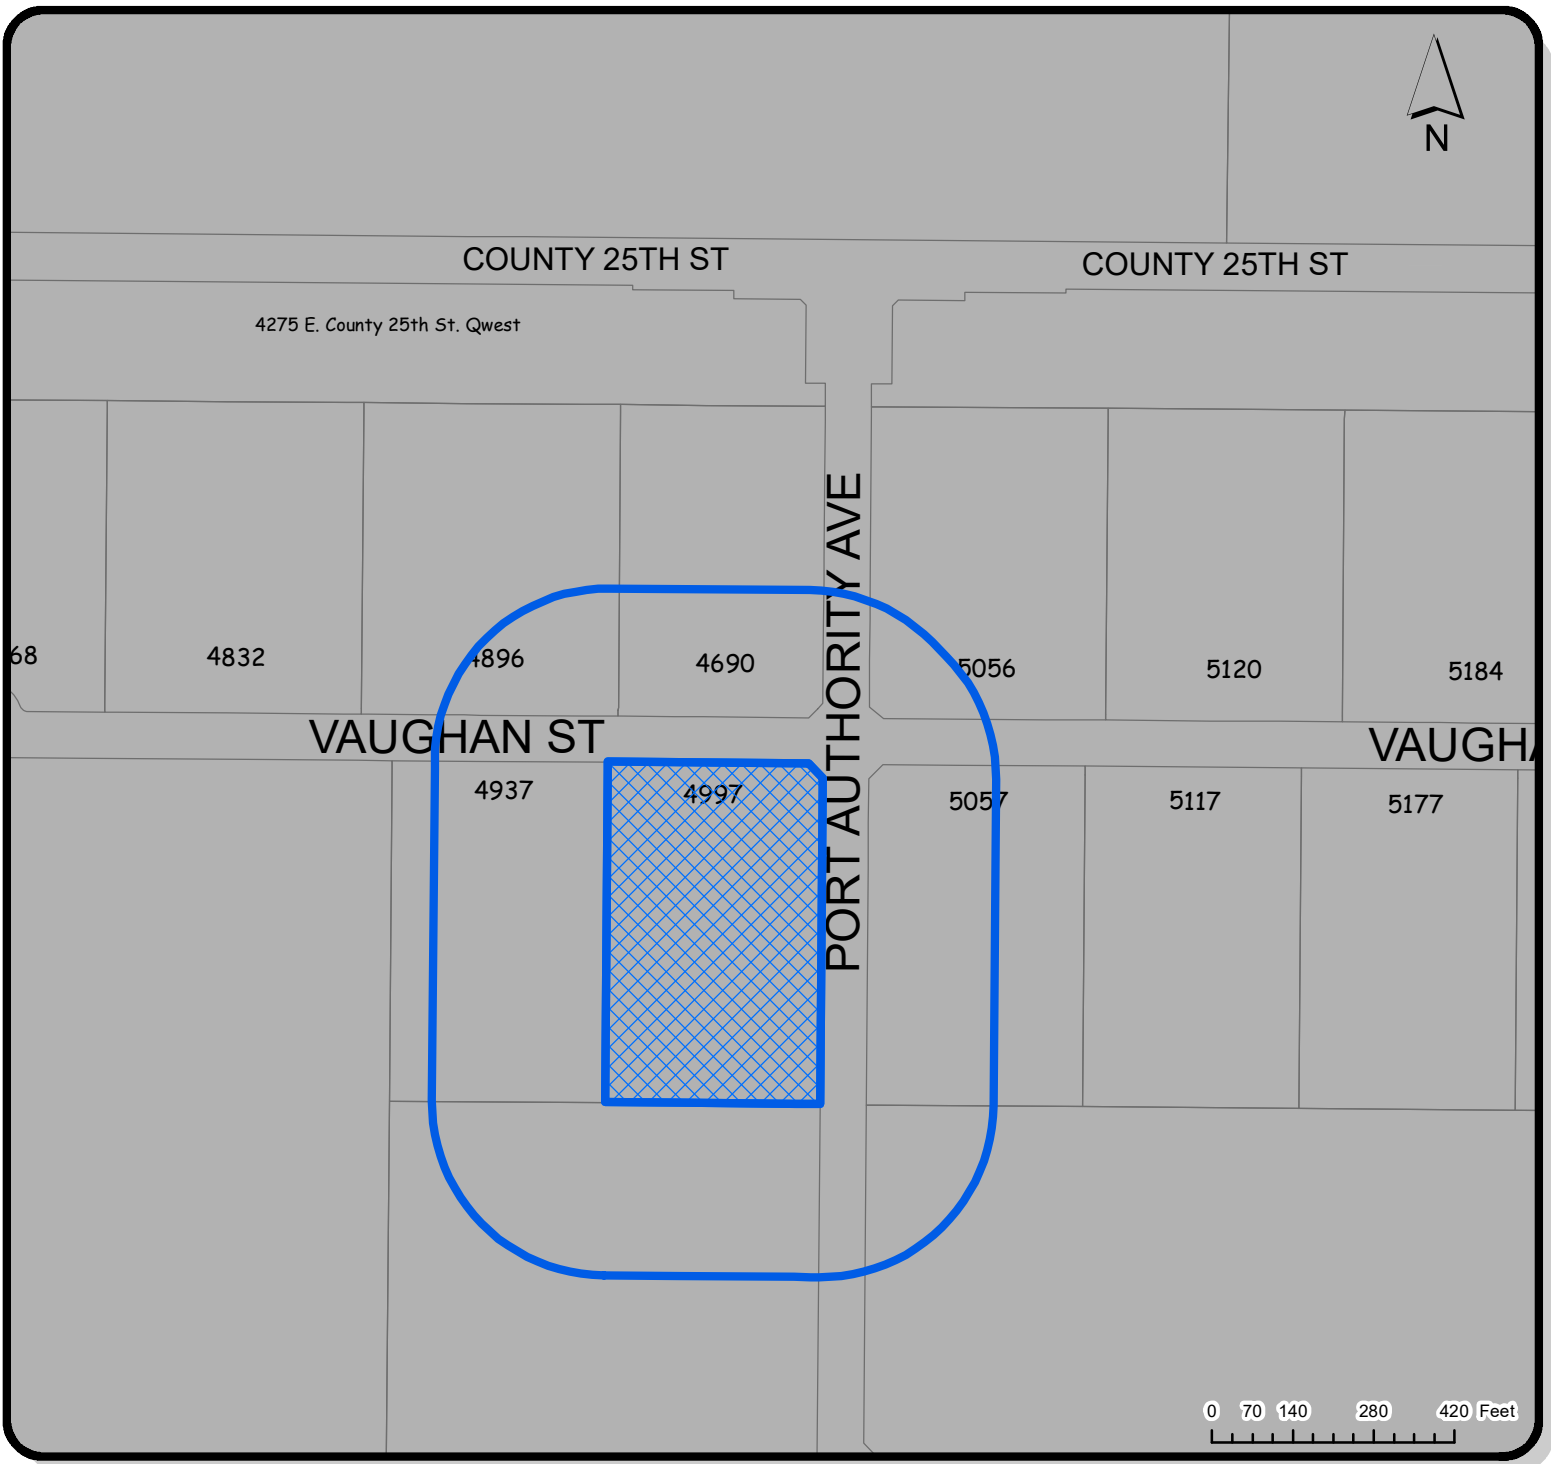 N
COUNTY 25TH ST
COUNTY 25TH ST
4275 E. County 25th St. Qwest
PORT AUTHORITY AVE
68
4832
4896
4690
5056
5120
5184
VAUGHAN ST
VAUGHA
4937
4997
5057
5117
5177
0 70 140 280 420 Feet